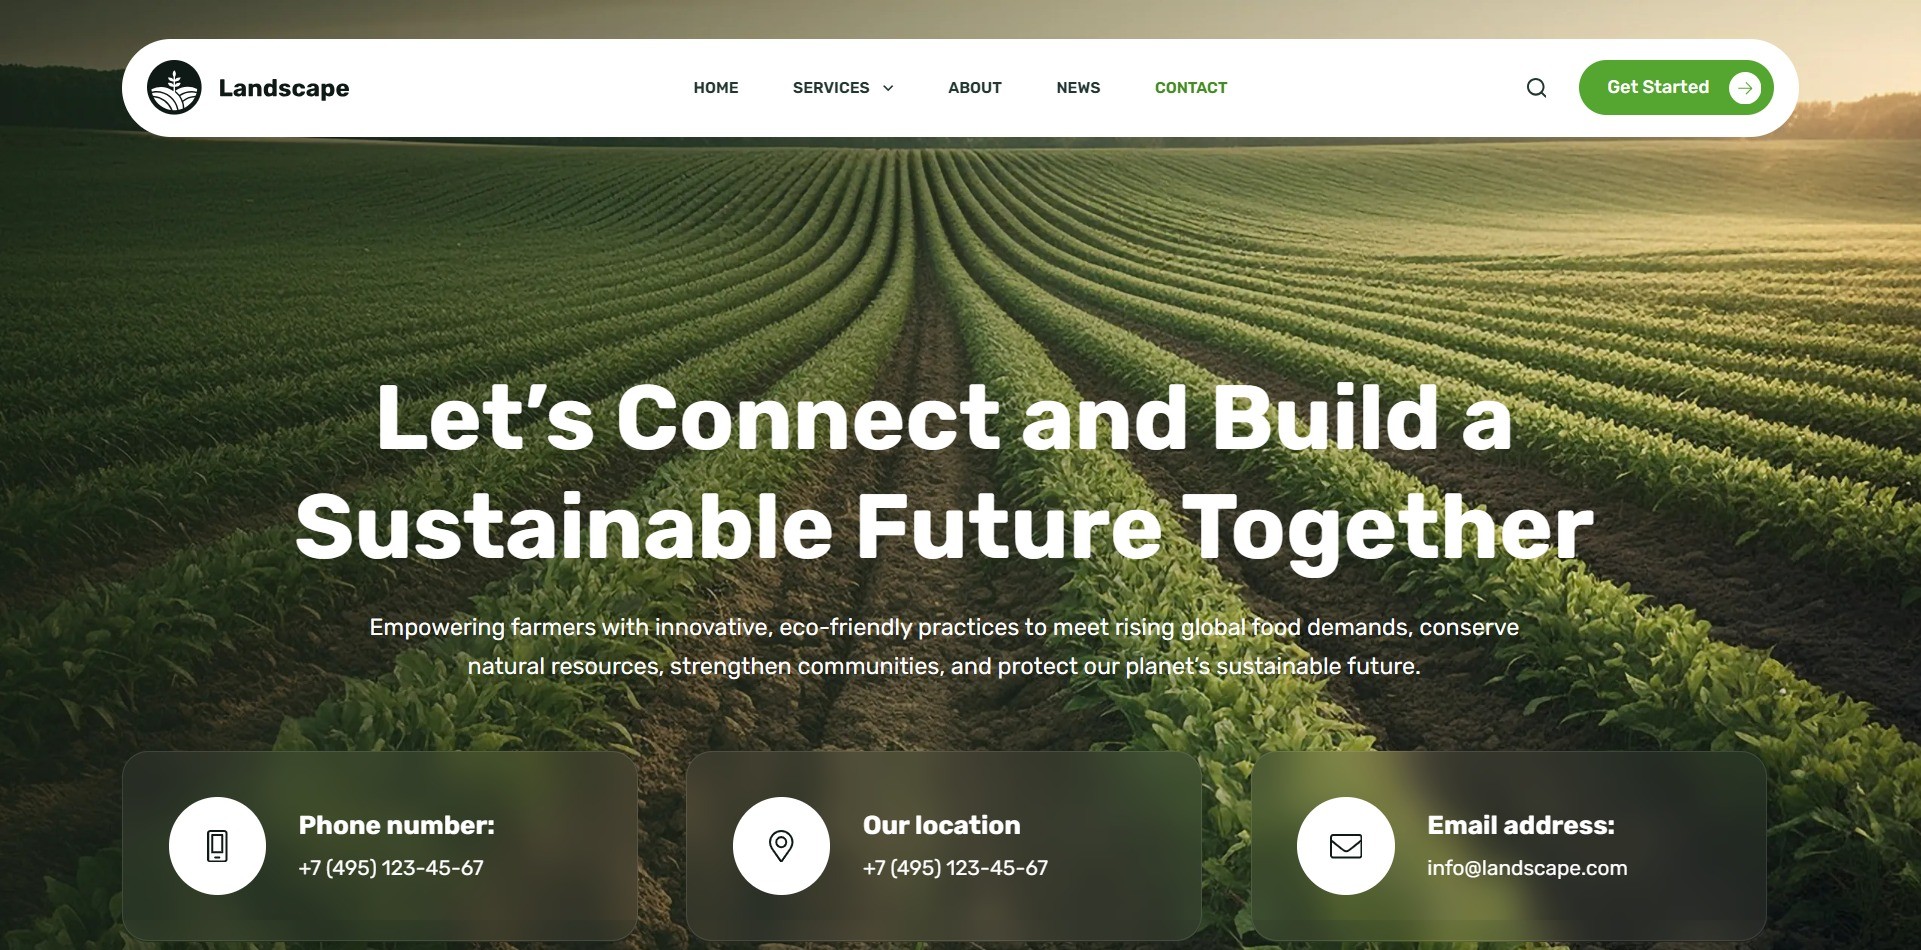 Landscape
HOME
SERVICES
ABOUT
NEWS
CONTACT
Get Started
Let’s Connect and Build a
Sustainable Future Together
Empowering farmers with innovative, eco-friendly practices to meet rising global food demands, conserve
natural resources, strengthen communities, and protect our planet’s sustainable future.
Phone number:
+7 (495) 123-45-67
Our location
+7 (495) 123-45-67
Email address:
info@landscape.com